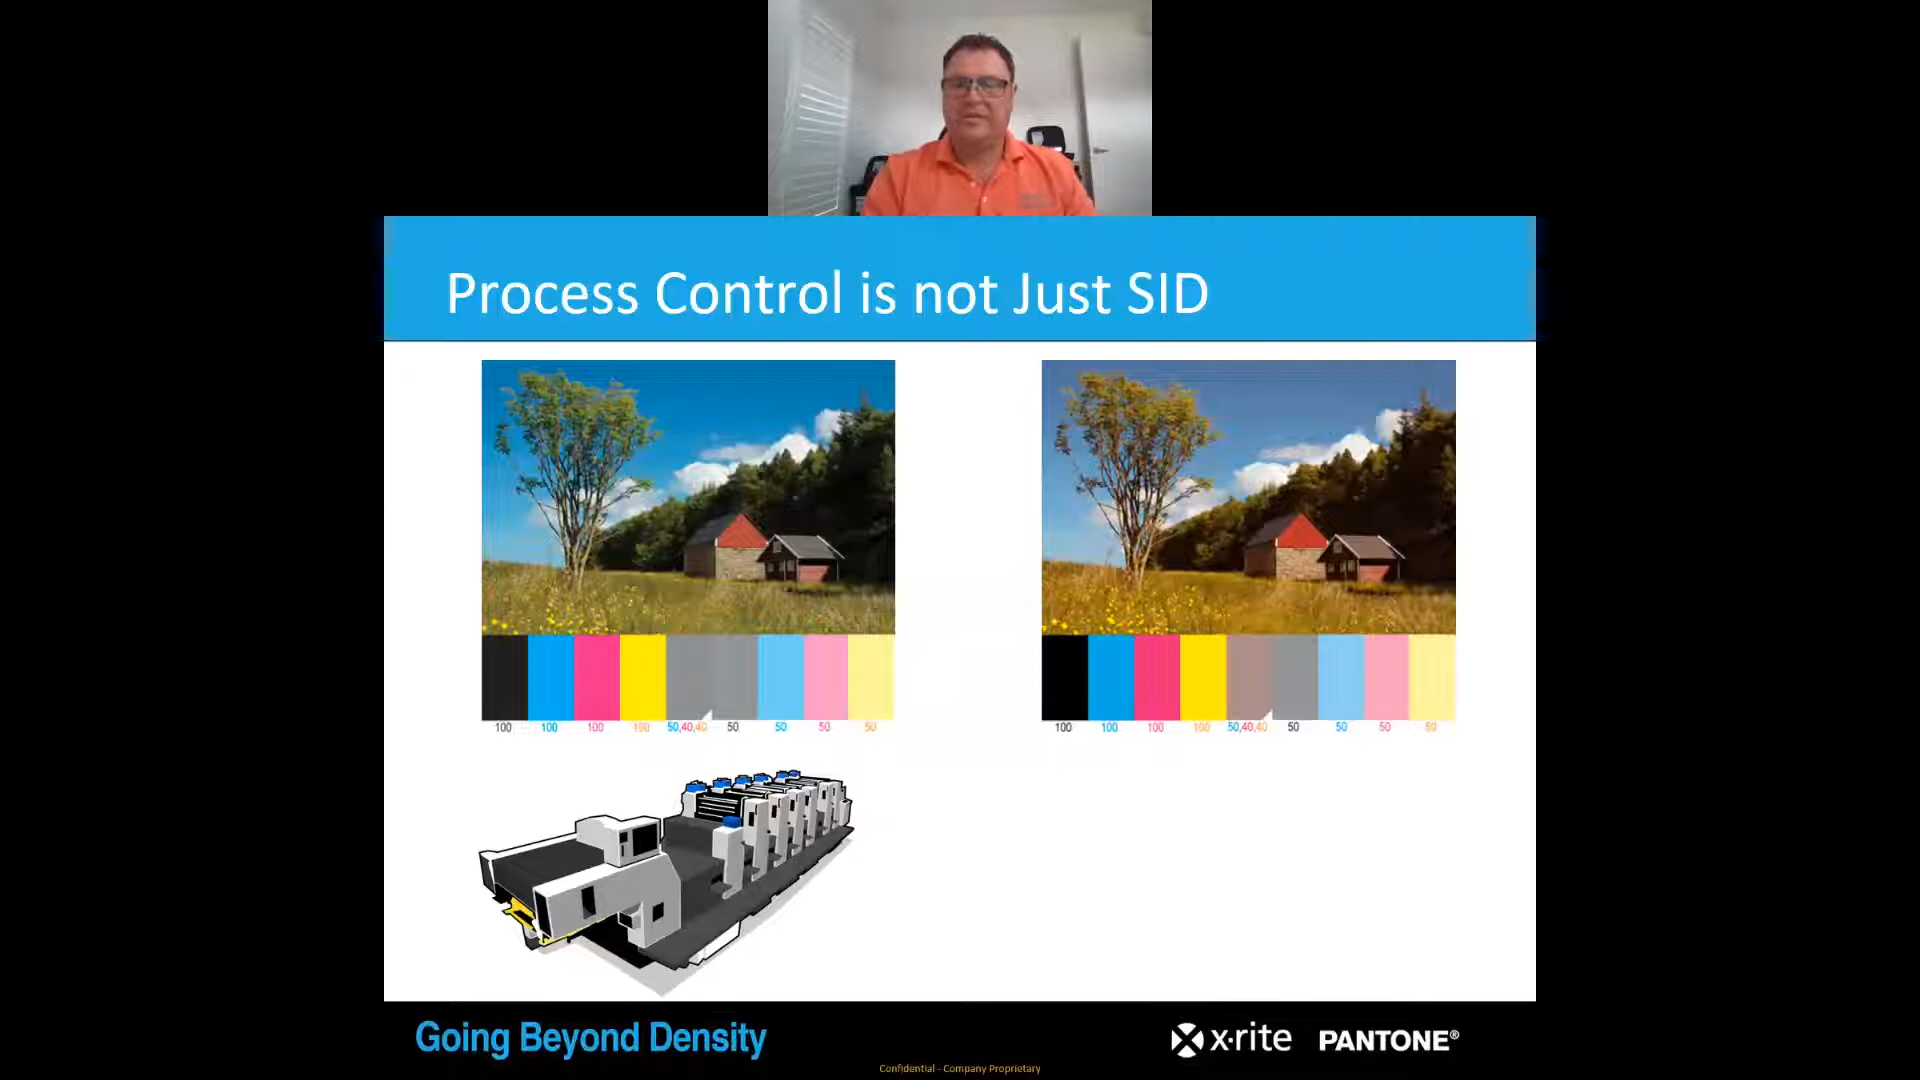 Process Control is not Just SID
100 100 100 100 50,40,40 50 50 50 50
100 100 100 100 50,40,40 50 50 50 50
Going Beyond Density
x·rite PANTONE®
Confidential - Company Proprietary